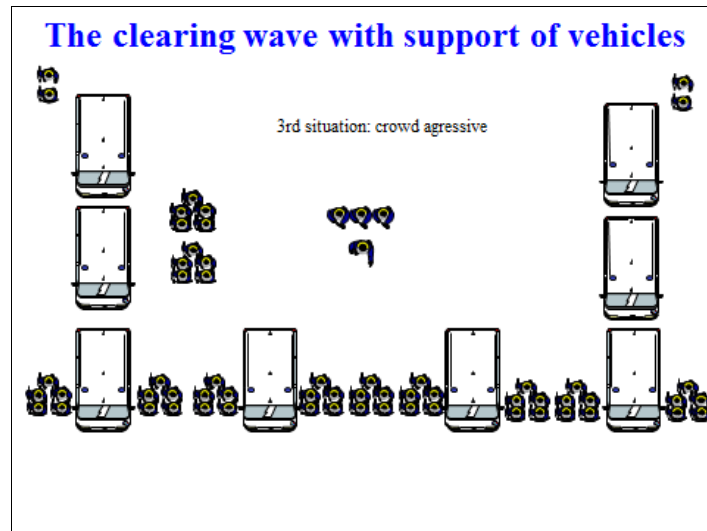 The clearing wave with support of vehicles
3rd situation: crowd agressive